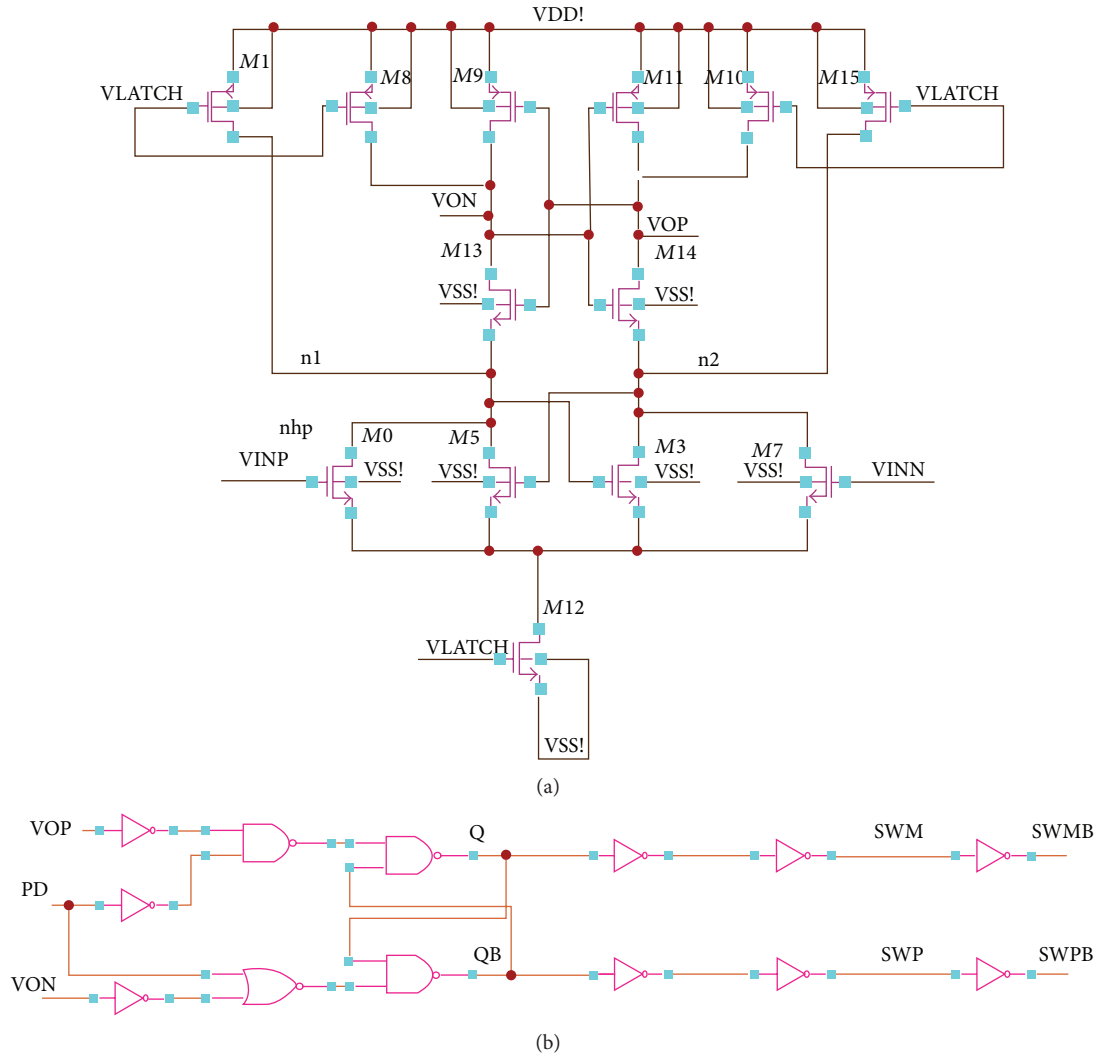 VDD!
M1
M8
M9
M11
M10
M15
VLATCH
VLATCH
VON
VOP
M13
M14
VSS!
VSS!
n1
n2
nhp
M0
M5
M3
M7
VINP
VSS!
VSS!
VSS!
VSS!
VINN
M12
VLATCH
VSS!
(a)
VOP
Q
SWM
SWMB
PD
VON
QB
SWP
SWPB
(b)